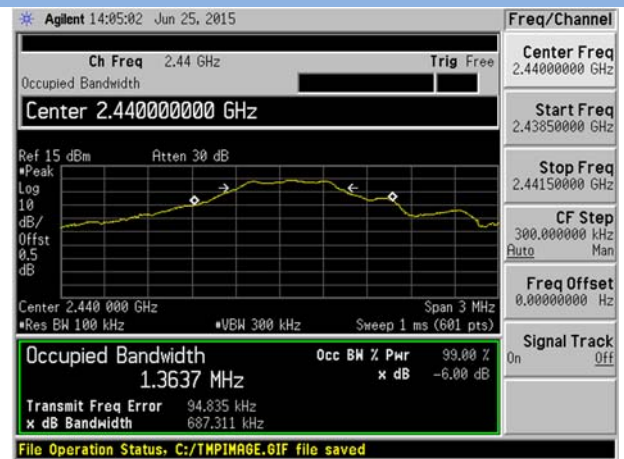 Agilent 14:05:02 Jun 25, 2015
Freq/Channel
Ch Freq 2.44 GHz Trig Free
Occupied Bandwidth
Center 2.440000000 GHz
Ref 15 dBm Atten 30 dB
#Peak
Log
10
dB/
Offst
0.5
dB
Center 2.440 000 GHz Span 3 MHz
#Res BW 100 kHz #VBW 300 kHz Sweep 1 ms (601 pts)
Occupied Bandwidth Occ BW % Pwr 99.00 %
1.3637 MHz x dB -6.00 dB
Transmit Freq Error 94.835 kHz
x dB Bandwidth 687.311 kHz
File Operation Status, C:/TMPIMAGE.GIF file saved
Center Freq
2.44000000 GHz
Start Freq
2.43850000 GHz
Stop Freq
2.44150000 GHz
CF Step
300.000000 kHz
Auto Man
Freq Offset
0.00000000 Hz
Signal Track
On Off